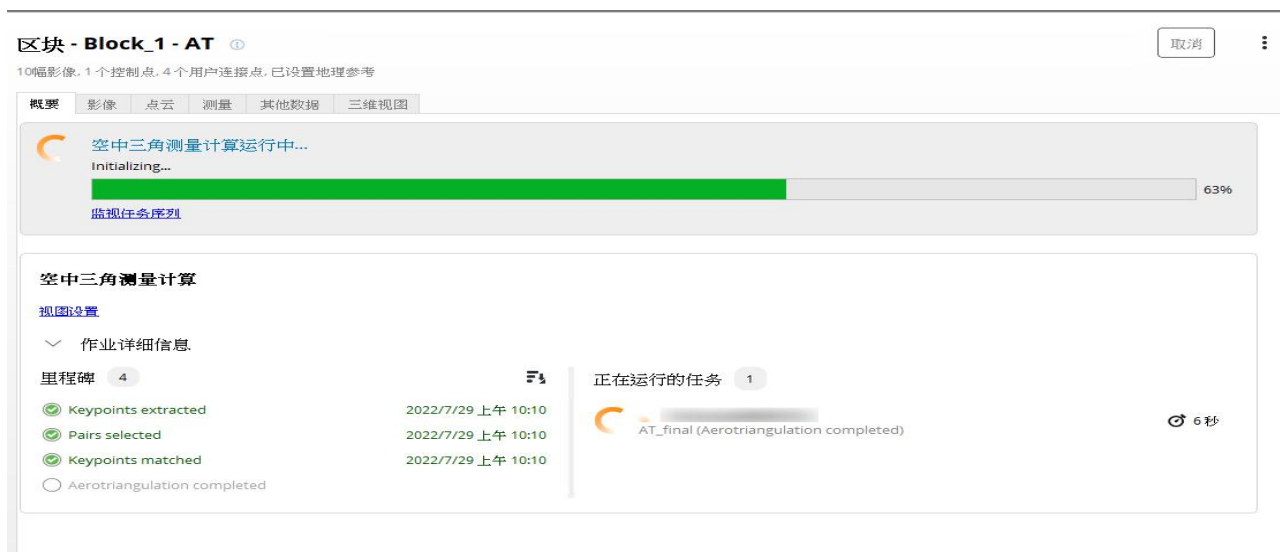 区块 - Block_1 - AT
取消
10幅影像, 1 个控制点, 4 个用户连接点, 已设置地理参考
概要 影像 点云 测量 其他数据 三维视图
空中三角测量计算运行中...
Initializing...
63%
监视任务序列
空中三角测量计算
视图设置
作业详细信息
里程碑 4
Keypoints extracted 2022/7/29 上午 10:10
Pairs selected 2022/7/29 上午 10:10
Keypoints matched 2022/7/29 上午 10:10
Aerotriangulation completed
正在运行的任务 1
AT_final (Aerotriangulation completed)
6 秒